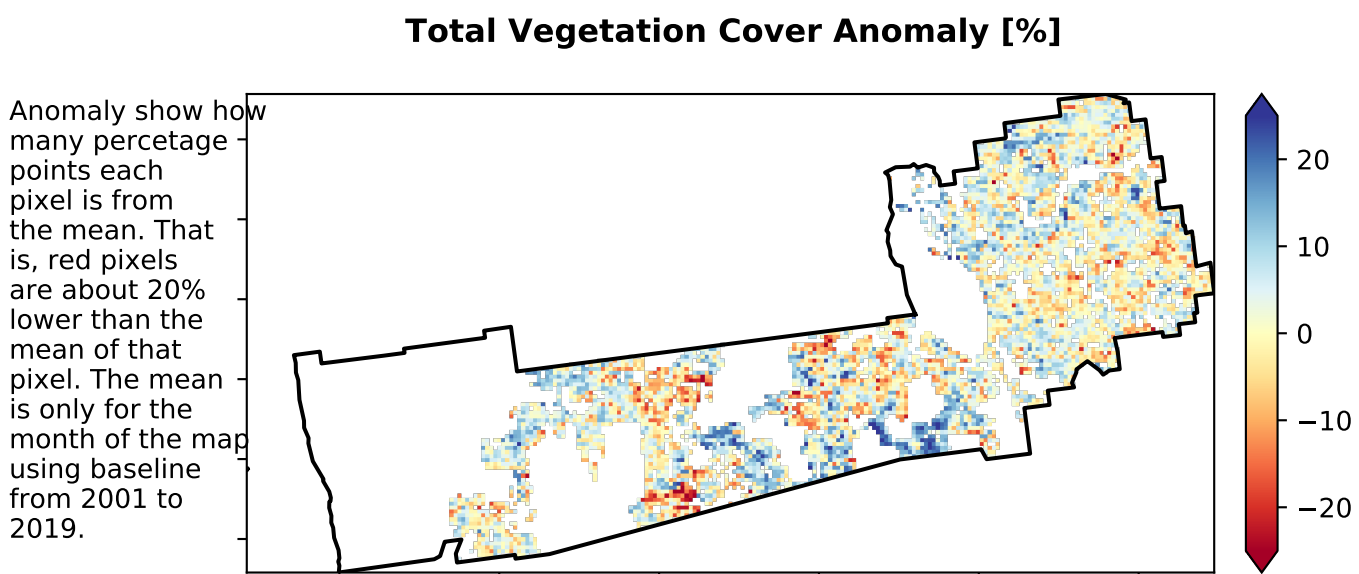 Total Vegetation Cover Anomaly [%]
Anomaly show how
many percetage
points each
pixel is from
the mean. That
is, red pixels
are about 20%
lower than the
mean of that
pixel. The mean
is only for the
month of the map
using baseline
from 2001 to
2019.
20
10
0
−10
−20